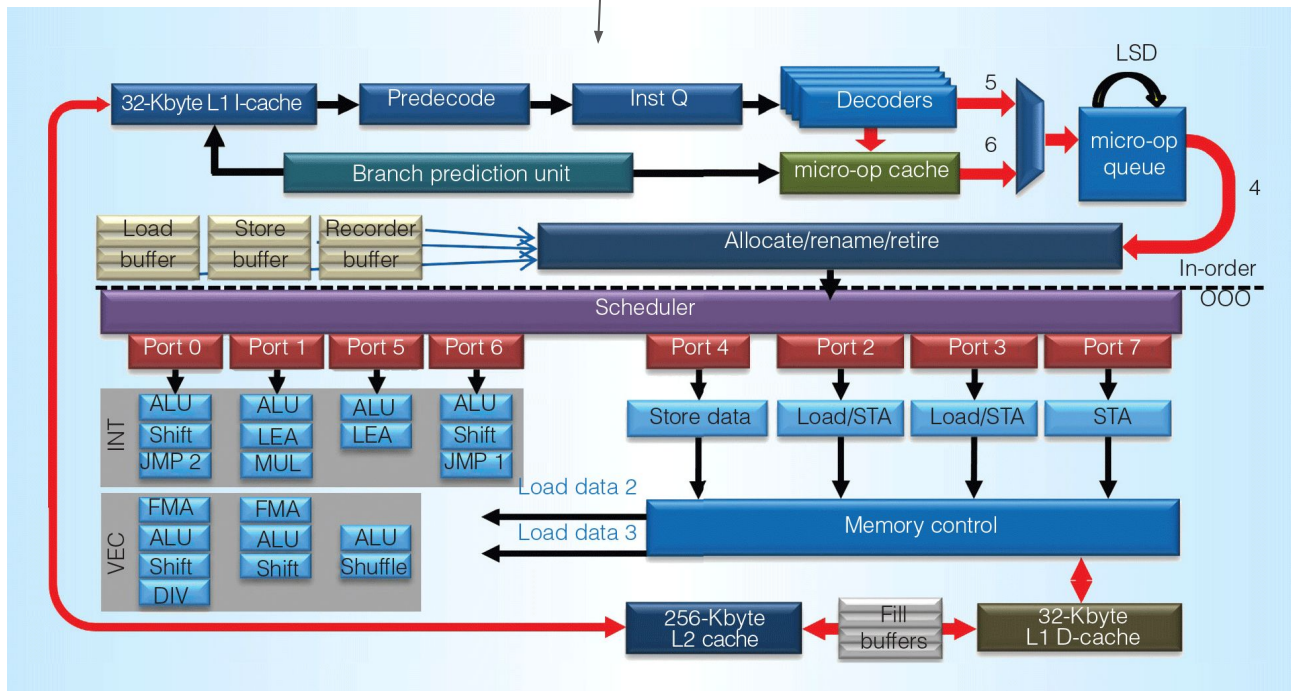 LSD
32-Kbyte L1 I-cache
Predecode
Inst Q
Decoders
5
6
micro-op
queue
4
Branch prediction unit
micro-op cache
Load
buffer
Store
buffer
Recorder
buffer
Allocate/rename/retire
In-order
OOO
Scheduler
Port 0
Port 1
Port 5
Port 6
Port 4
Port 2
Port 3
Port 7
INT
ALU
Shift
JMP 2
ALU
LEA
MUL
ALU
LEA
ALU
Shift
JMP 1
Store data
Load/STA
Load/STA
STA
VEC
FMA
ALU
Shift
DIV
FMA
ALU
Shift
ALU
Shuffle
Load data 2
Load data 3
Memory control
256-Kbyte
L2 cache
Fill
buffers
32-Kbyte
L1 D-cache